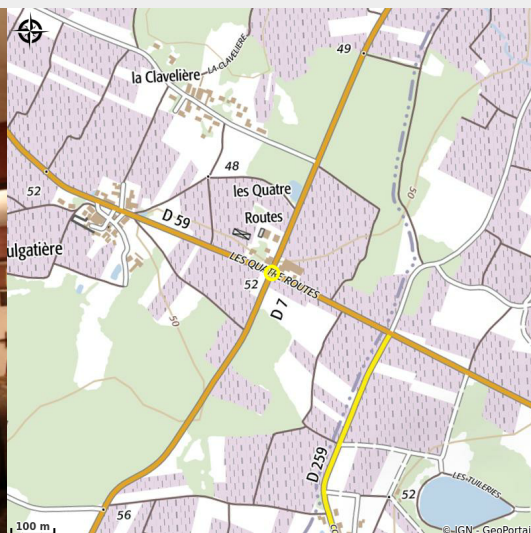 49
la Clavelière
LA CLAVELIÈRE
48
52
les Quatre
Routes
D 59
ulgatière
LES QUATRE ROUTES
50
52
D 7
50
D 259
LES TUILERIES
52
56
100 m
© IGN - GeoPortai